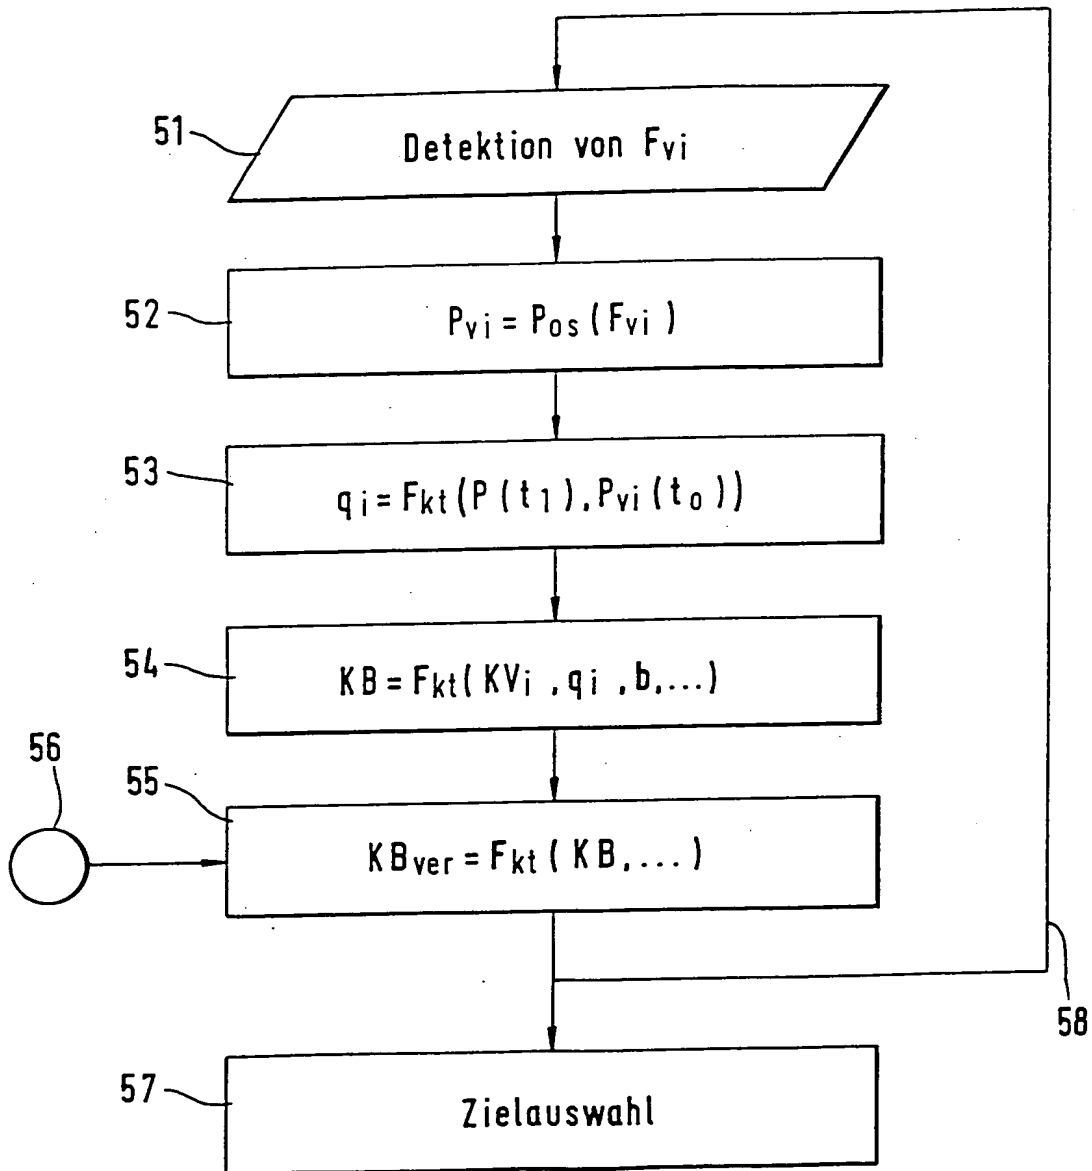 51
Detektion von Fvi
52
Pvi = Pos ( Fvi )
53
qi = Fkt ( P ( t1 ) , Pvi ( to ) )
54
KB = Fkt ( KVi , qi , b,... )
56
55
KBver = Fkt ( KB,... )
58
57
Zielauswahl